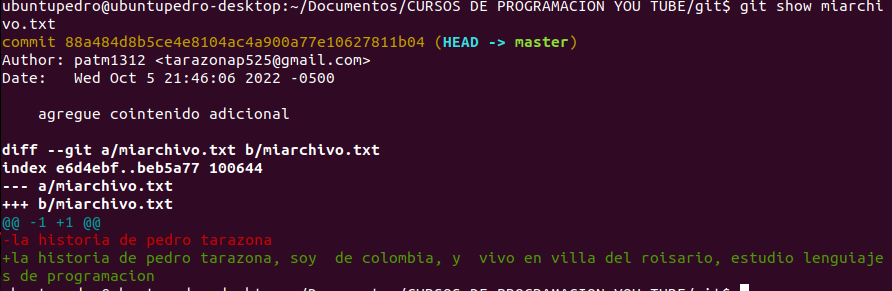 ubuntupedro@ubuntupedro-desktop:~/Documentos/CURSOS DE PROGRAMACION YOU TUBE/git$ git show miarchi
vo.txt
commit 88a484d8b5ce4e8104ac4a900a77e10627811b04 (HEAD -> master)
Author: patm1312 <tarazonap525@gmail.com>
Date:   Wed Oct 5 21:46:06 2022 -0500

    agregue cointenido adicional

diff --git a/miarchivo.txt b/miarchivo.txt
index e6d4ebf..beb5a77 100644
--- a/miarchivo.txt
+++ b/miarchivo.txt
@@ -1 +1 @@
-la historia de pedro tarazona
+la historia de pedro tarazona, soy  de colombia, y  vivo en villa del roisario, estudio lenguiaje
s de programacion
ubuntupedro@ubuntupedro-desktop:~/Documentos/CURSOS DE PROGRAMACION YOU TUBE/git$